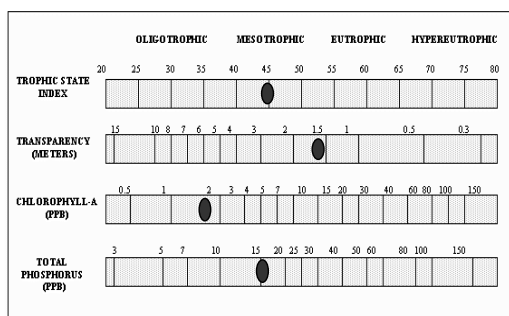 OLIGOTROPHIC MESOTROPHIC EUTROPHIC HYPEREUTROPHIC
20 25 30 35 40 45 50 55 60 65 70 75 80
TROPHIC STATE
INDEX
15 10 8 7 6 5 4 3 2 1.5 1 0.5 0.3
TRANSPARENCY
(METERS)
0.5 1 2 3 4 5 7 10 15 20 30 40 60 80 100 150
CHLOROPHYLL-A
(PPB)
3 5 7 10 15 20 25 30 40 50 60 80 100 150
TOTAL
PHOSPHORUS
(PPB)